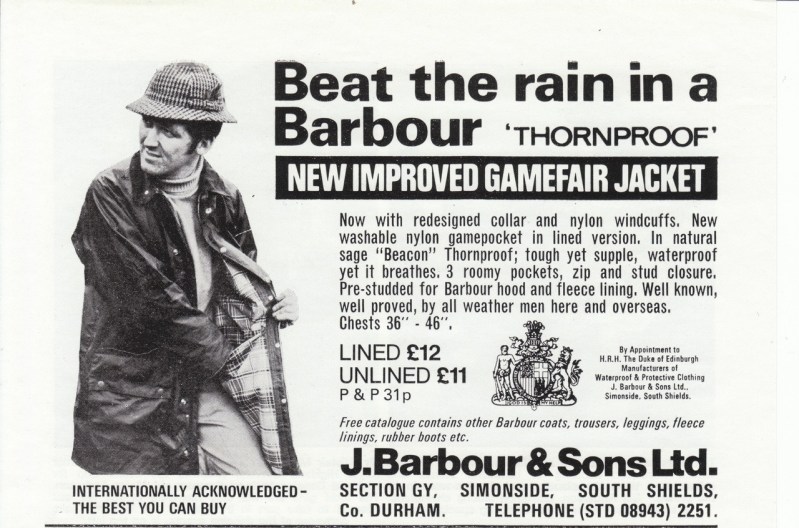 Beat the rain in a
Barbour 'THORNPROOF'
NEW IMPROVED GAMEFAIR JACKET
Now with redesigned collar and nylon windcuffs. New
washable nylon gamepocket in lined version. In natural
sage "Beacon" Thornproof; tough yet supple, waterproof
yet it breathes. 3 roomy pockets, zip and stud closure.
Pre-studded for Barbour hood and fleece lining. Well known,
well proved, by all weather men here and overseas.
Chests 36" - 46".
LINED £12
UNLINED £11
P & P 31p
By Appointment to
H.R.H. The Duke of Edinburgh
Manufacturers of
Waterproof & Protective Clothing
J. Barbour & Sons Ltd.,
Simonside, South Shields.
Free catalogue contains other Barbour coats, trousers, leggings, fleece
linings, rubber boots etc.
J.Barbour & Sons Ltd.
SECTION GY, SIMONSIDE, SOUTH SHIELDS,
Co. DURHAM. TELEPHONE (STD 08943) 2251.
INTERNATIONALLY ACKNOWLEDGED -
THE BEST YOU CAN BUY